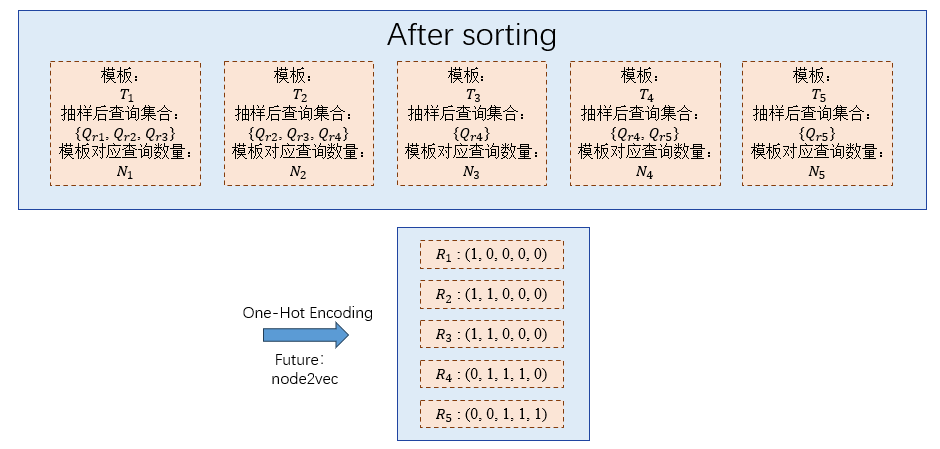 After sorting
模板：
T₁
抽样后查询集合：
{Qr1, Qr2, Qr3}
模板对应查询数量：
N₁
模板：
T₂
抽样后查询集合：
{Qr2, Qr3, Qr4}
模板对应查询数量：
N₂
模板：
T₃
抽样后查询集合：
{Qr4}
模板对应查询数量：
N₃
模板：
T₄
抽样后查询集合：
{Qr4, Qr5}
模板对应查询数量：
N₄
模板：
T₅
抽样后查询集合：
{Qr5}
模板对应查询数量：
N₅
One-Hot Encoding
Future：
node2vec
R₁ : (1, 0, 0, 0, 0)
R₂ : (1, 1, 0, 0, 0)
R₃ : (1, 1, 0, 0, 0)
R₄ : (0, 1, 1, 1, 0)
R₅ : (0, 0, 1, 1, 1)